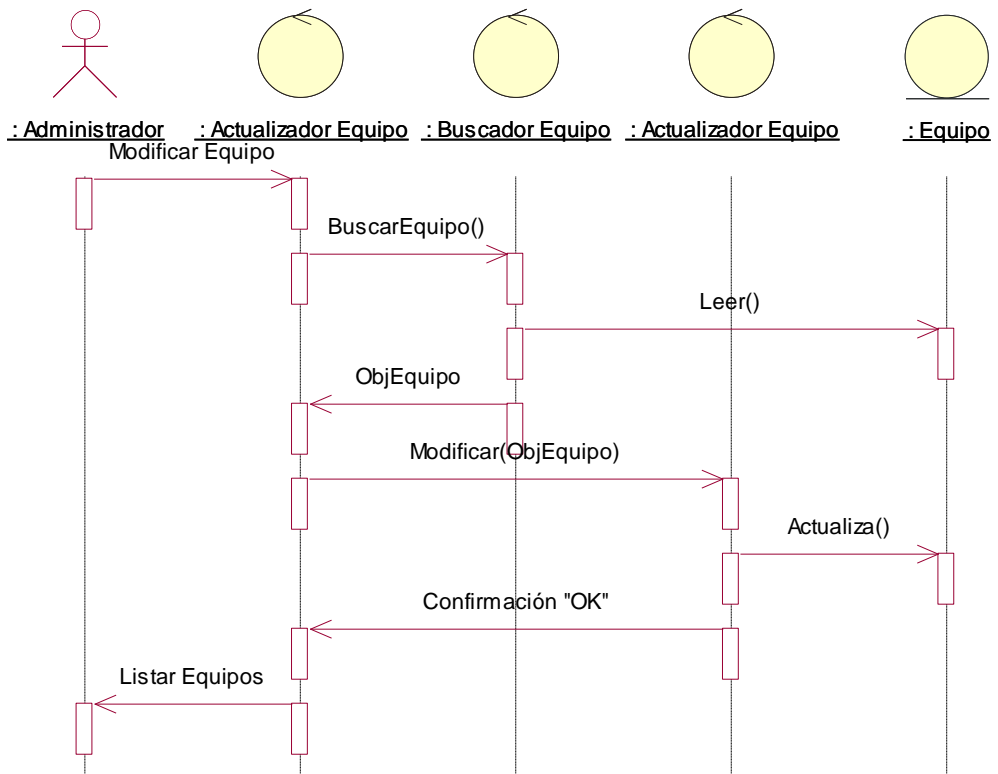 : Administrador
: Actualizador Equipo
: Buscador Equipo
: Actualizador Equipo
: Equipo
Modificar Equipo
BuscarEquipo()
Leer()
ObjEquipo
Modificar(ObjEquipo)
Actualiza()
Confirmación "OK"
Listar Equipos